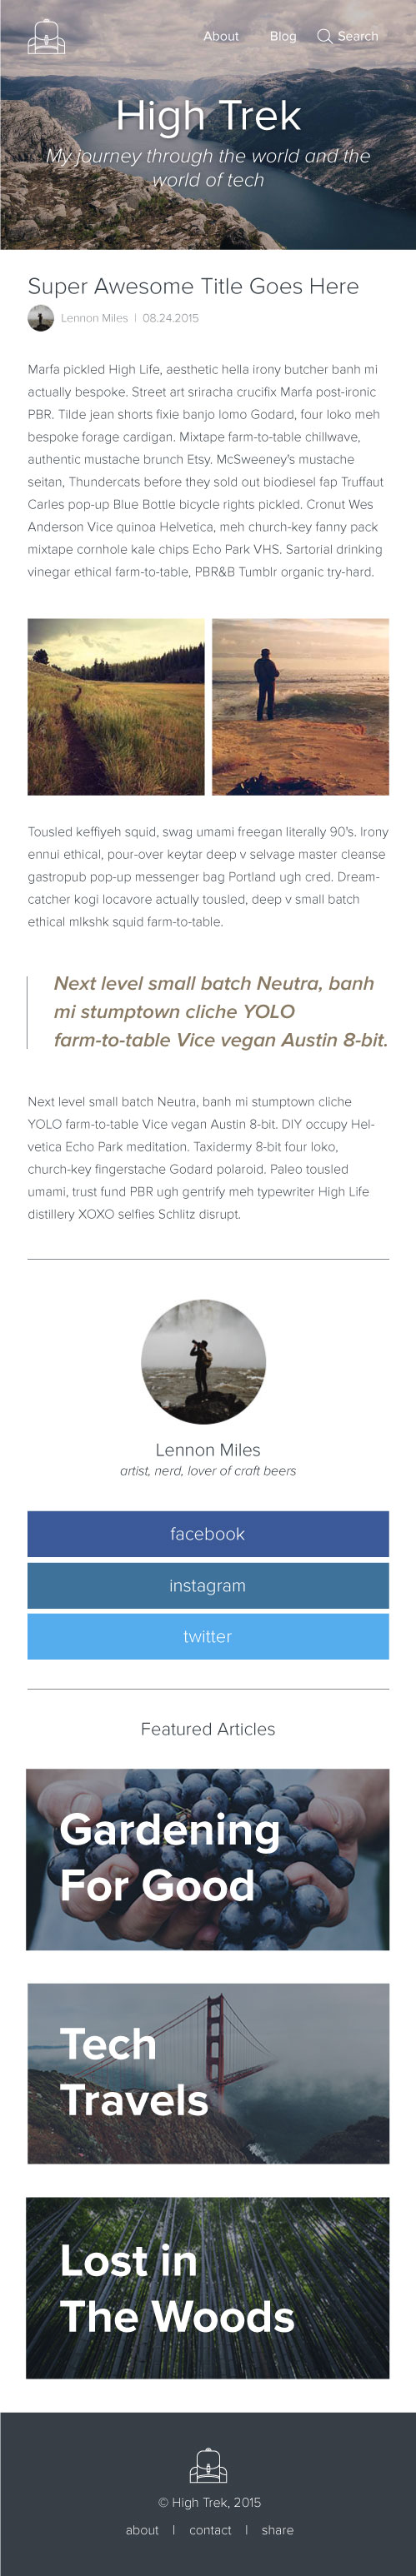 About Blog Search
High Trek
My journey through the world and the
world of tech
Super Awesome Title Goes Here
Lennon Miles | 08.24.2015
Marfa pickled High Life, aesthetic hella irony butcher banh mi
actually bespoke. Street art sriracha crucifix Marfa post-ironic
PBR. Tilde jean shorts fixie banjo lomo Godard, four loko meh
bespoke forage cardigan. Mixtape farm-to-table chillwave,
authentic mustache brunch Etsy. McSweeney's mustache
seitan, Thundercats before they sold out biodiesel fap Truffaut
Carles pop-up Blue Bottle bicycle rights pickled. Cronut Wes
Anderson Vice quinoa Helvetica, meh church-key fanny pack
mixtape cornhole kale chips Echo Park VHS. Sartorial drinking
vinegar ethical farm-to-table, PBR&B Tumblr organic try-hard.
Tousled keffiyeh squid, swag umami freegan literally 90's. Irony
ennui ethical, pour-over keytar deep v selvage master cleanse
gastropub pop-up messenger bag Portland ugh cred. Dream-
catcher kogi locavore actually tousled, deep v small batch
ethical mlkshk squid farm-to-table.
Next level small batch Neutra, banh
mi stumptown cliche YOLO
farm-to-table Vice vegan Austin 8-bit.
Next level small batch Neutra, banh mi stumptown cliche
YOLO farm-to-table Vice vegan Austin 8-bit. DIY occupy Hel-
vetica Echo Park meditation. Taxidermy 8-bit four loko,
church-key fingerstache Godard polaroid. Paleo tousled
umami, trust fund PBR ugh gentrify meh typewriter High Life
distillery XOXO selfies Schlitz disrupt.
Lennon Miles
artist, nerd, lover of craft beers
facebook
instagram
twitter
Featured Articles
Gardening
For Good
Tech
Travels
Lost in
The Woods
© High Trek, 2015
about | contact | share